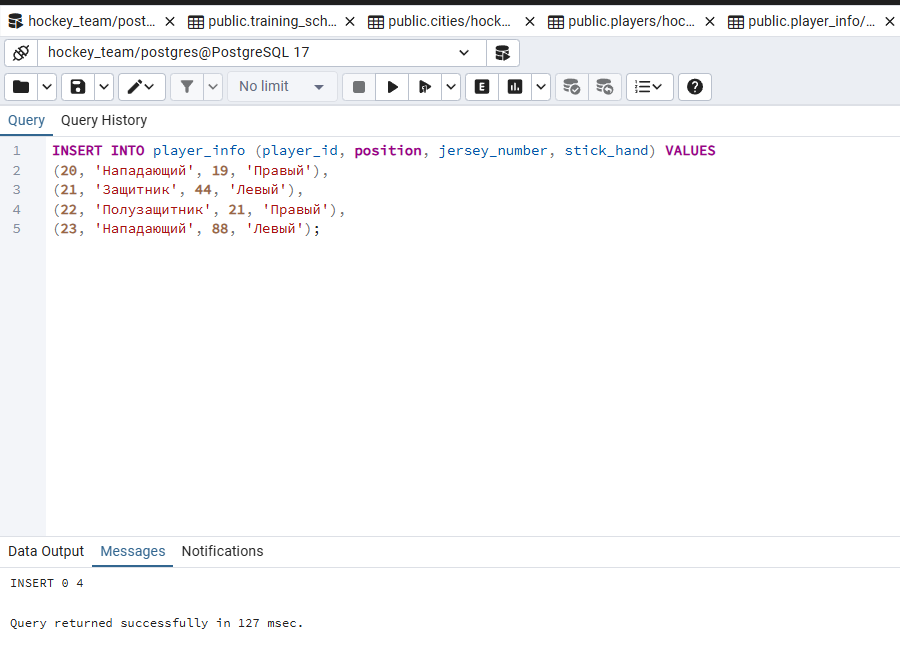 hockey_team/post...
public.training_sch...
public.cities/hock...
public.players/hoc...
public.player_info/...
hockey_team/postgres@PostgreSQL 17
No limit
E
Query
Query History
1 INSERT INTO player_info (player_id, position, jersey_number, stick_hand) VALUES
2 (20, 'Нападающий', 19, 'Правый'),
3 (21, 'Защитник', 44, 'Левый'),
4 (22, 'Полузащитник', 21, 'Правый'),
5 (23, 'Нападающий', 88, 'Левый');
Data Output
Messages
Notifications
INSERT 0 4
Query returned successfully in 127 msec.